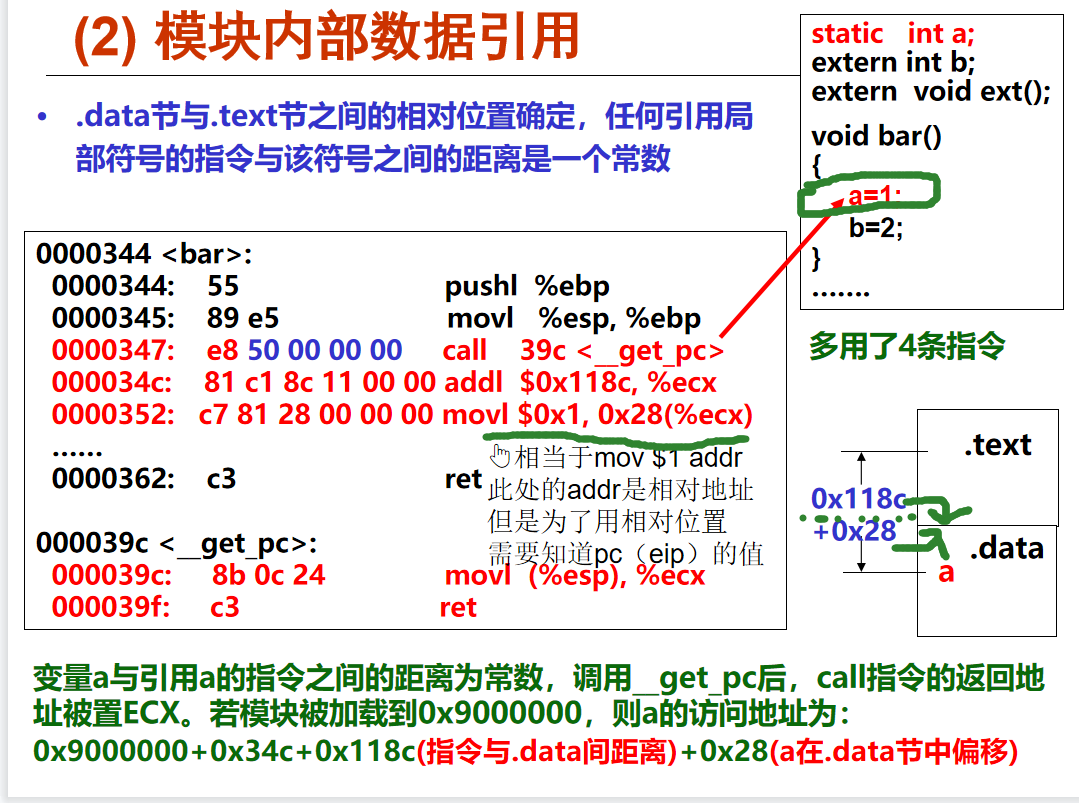 (2) 模块内部数据引用
• .data节与.text节之间的相对位置确定，任何引用局
部符号的指令与该符号之间的距离是一个常数
static int a;
extern int b;
extern void ext();
void bar()
{
a=1;
b=2;
}
.......
多用了4条指令
0000344 <bar>:
0000344: 55 pushl %ebp
0000345: 89 e5 movl %esp, %ebp
0000347: e8 50 00 00 00 call 39c <__get_pc>
000034c: 81 c1 8c 11 00 00 addl $0x118c, %ecx
0000352: c7 81 28 00 00 00 movl $0x1, 0x28(%ecx)
......
0000362: c3 ret
相当于mov $1 addr
此处的addr是相对地址
但是为了用相对位置
需要知道pc（eip）的值
000039c <__get_pc>:
000039c: 8b 0c 24 movl (%esp), %ecx
000039f: c3 ret
.text
0x118c
+0x28
.data
a
变量a与引用a的指令之间的距离为常数，调用__get_pc后，call指令的返回地
址被置ECX。若模块被加载到0x9000000，则a的访问地址为：
0x9000000+0x34c+0x118c(指令与.data间距离)+0x28(a在.data节中偏移)